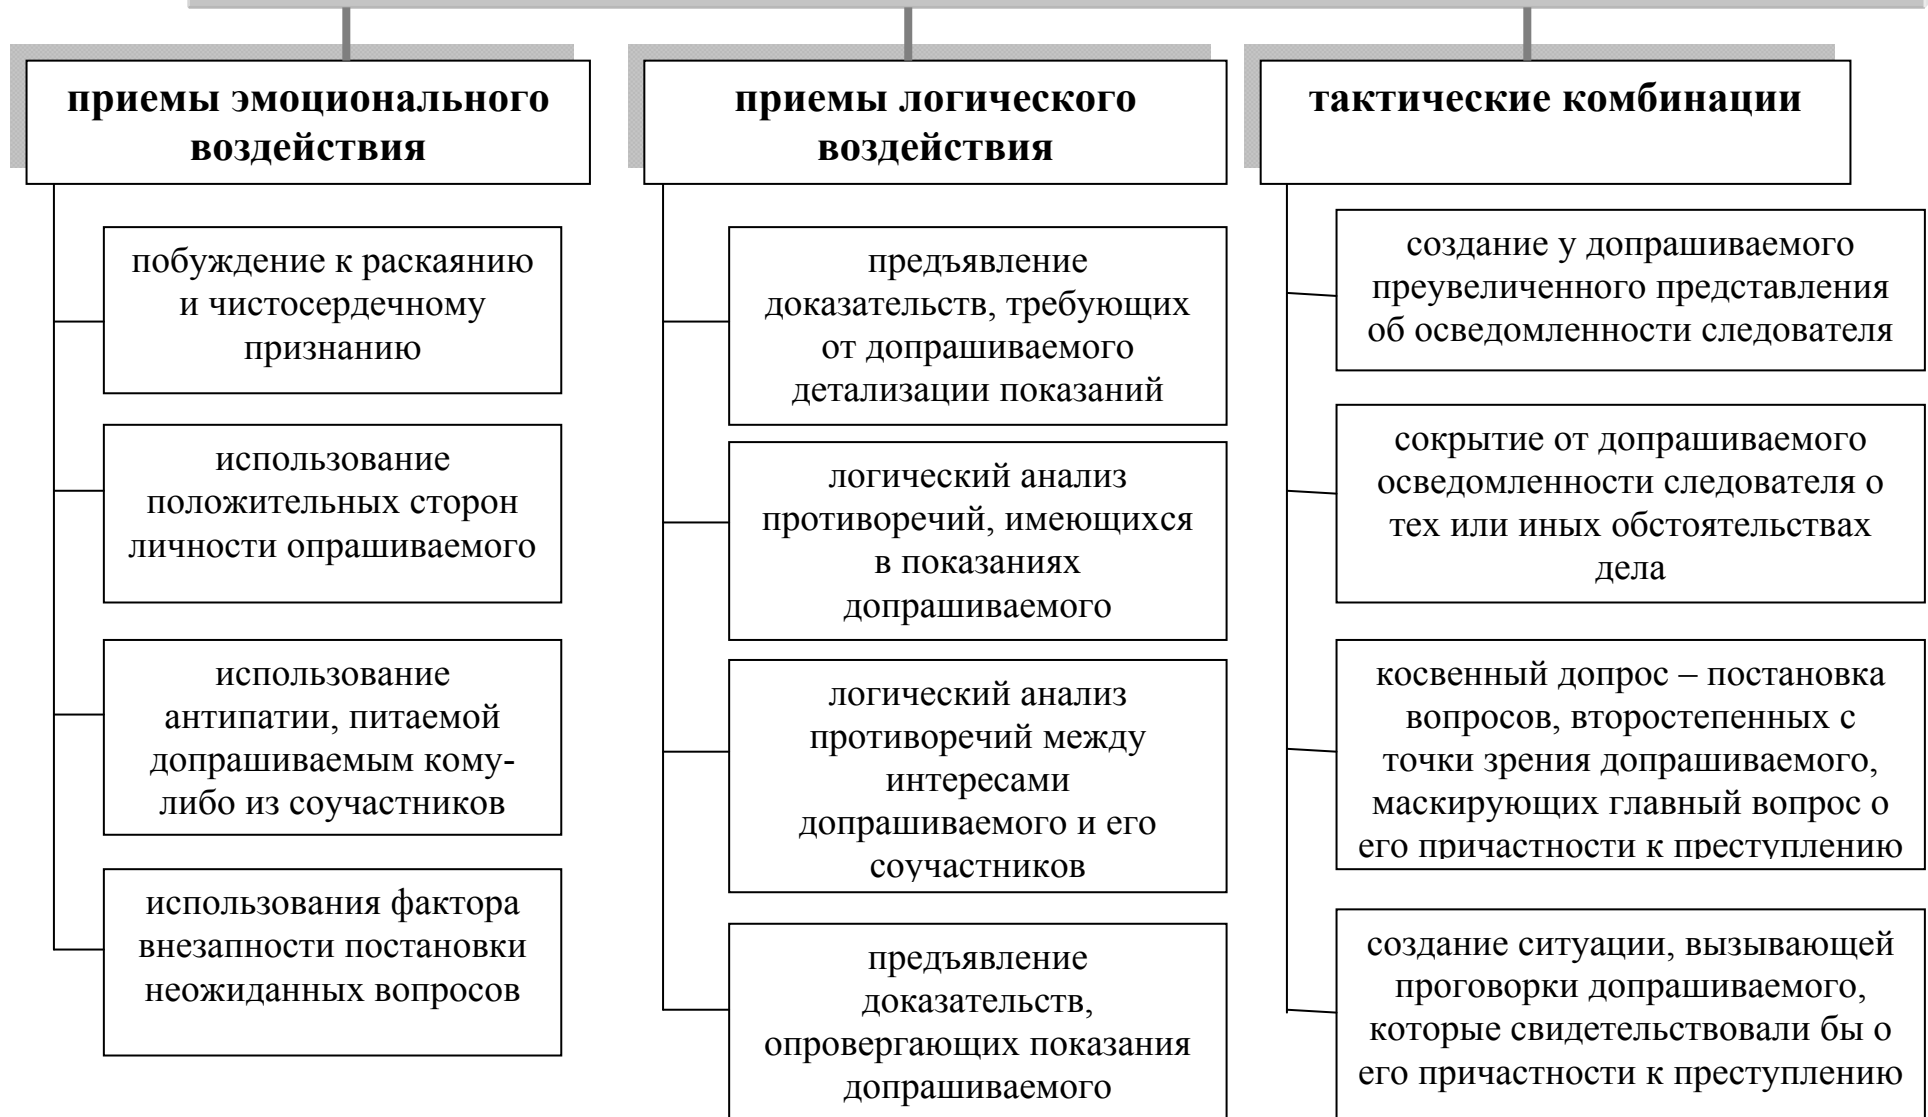 приемы эмоционального
воздействия
побуждение к раскаянию
и чистосердечному
признанию
использование
положительных сторон
личности опрашиваемого
использование
антипатии, питаемой
допрашиваемым кому-
либо из соучастников
использования фактора
внезапности постановки
неожиданных вопросов
приемы логического
воздействия
предъявление
доказательств, требующих
от допрашиваемого
детализации показаний
логический анализ
противоречий, имеющихся
в показаниях
допрашиваемого
логический анализ
противоречий между
интересами
допрашиваемого и его
соучастников
предъявление
доказательств,
опровергающих показания
допрашиваемого
тактические комбинации
создание у допрашиваемого
преувеличенного представления
об осведомленности следователя
сокрытие от допрашиваемого
осведомленности следователя о
тех или иных обстоятельствах
дела
косвенный допрос – постановка
вопросов, второстепенных с
точки зрения допрашиваемого,
маскирующих главный вопрос о
его причастности к преступлению
создание ситуации, вызывающей
проговорки допрашиваемого,
которые свидетельствовали бы о
его причастности к преступлению